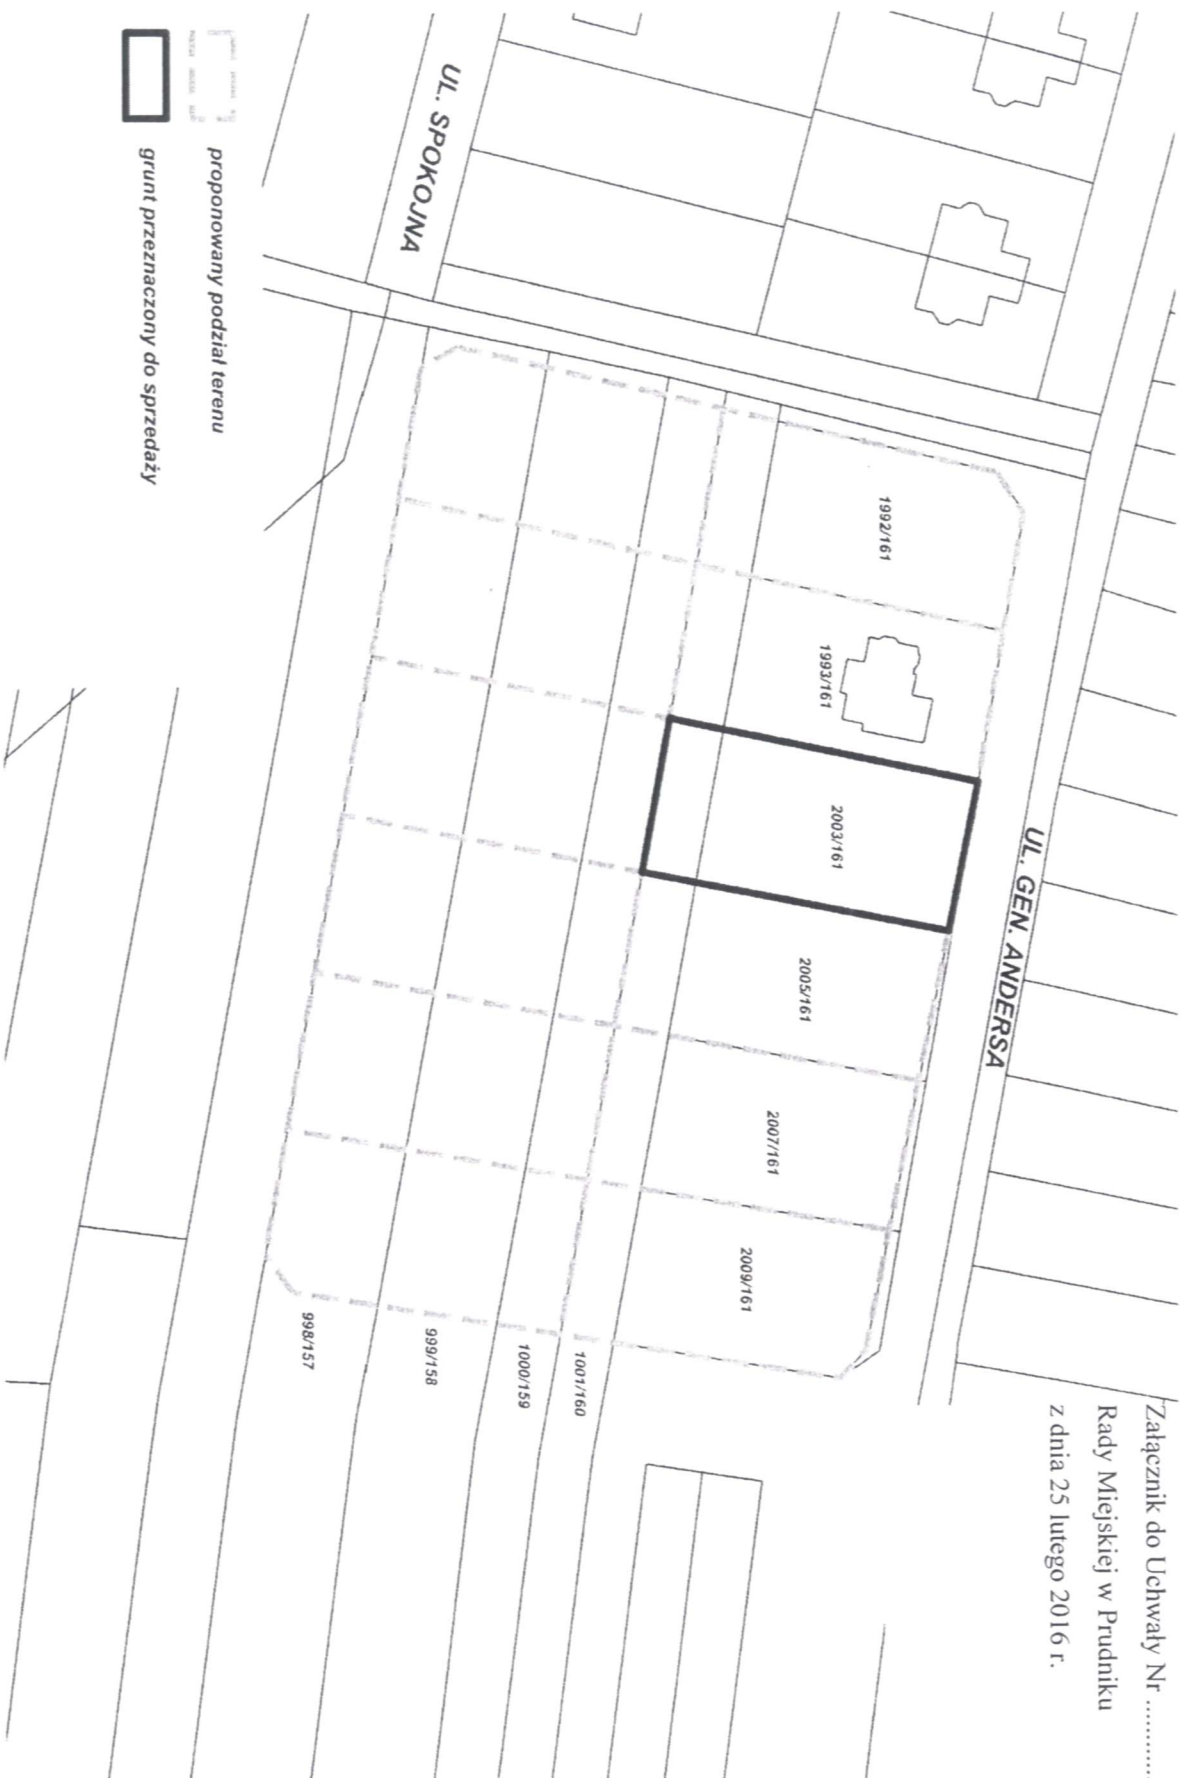 Załącznik do Uchwały Nr ...........
Rady Miejskiej w Prudniku
z dnia 25 lutego 2016 r.
UL. GEN. ANDERSA
UL. SPOKOJNA
1992/161
1993/161
2003/161
2005/161
2007/161
2009/161
1001/160
1000/159
999/158
998/157
proponowany podział terenu
grunt przeznaczony do sprzedaży